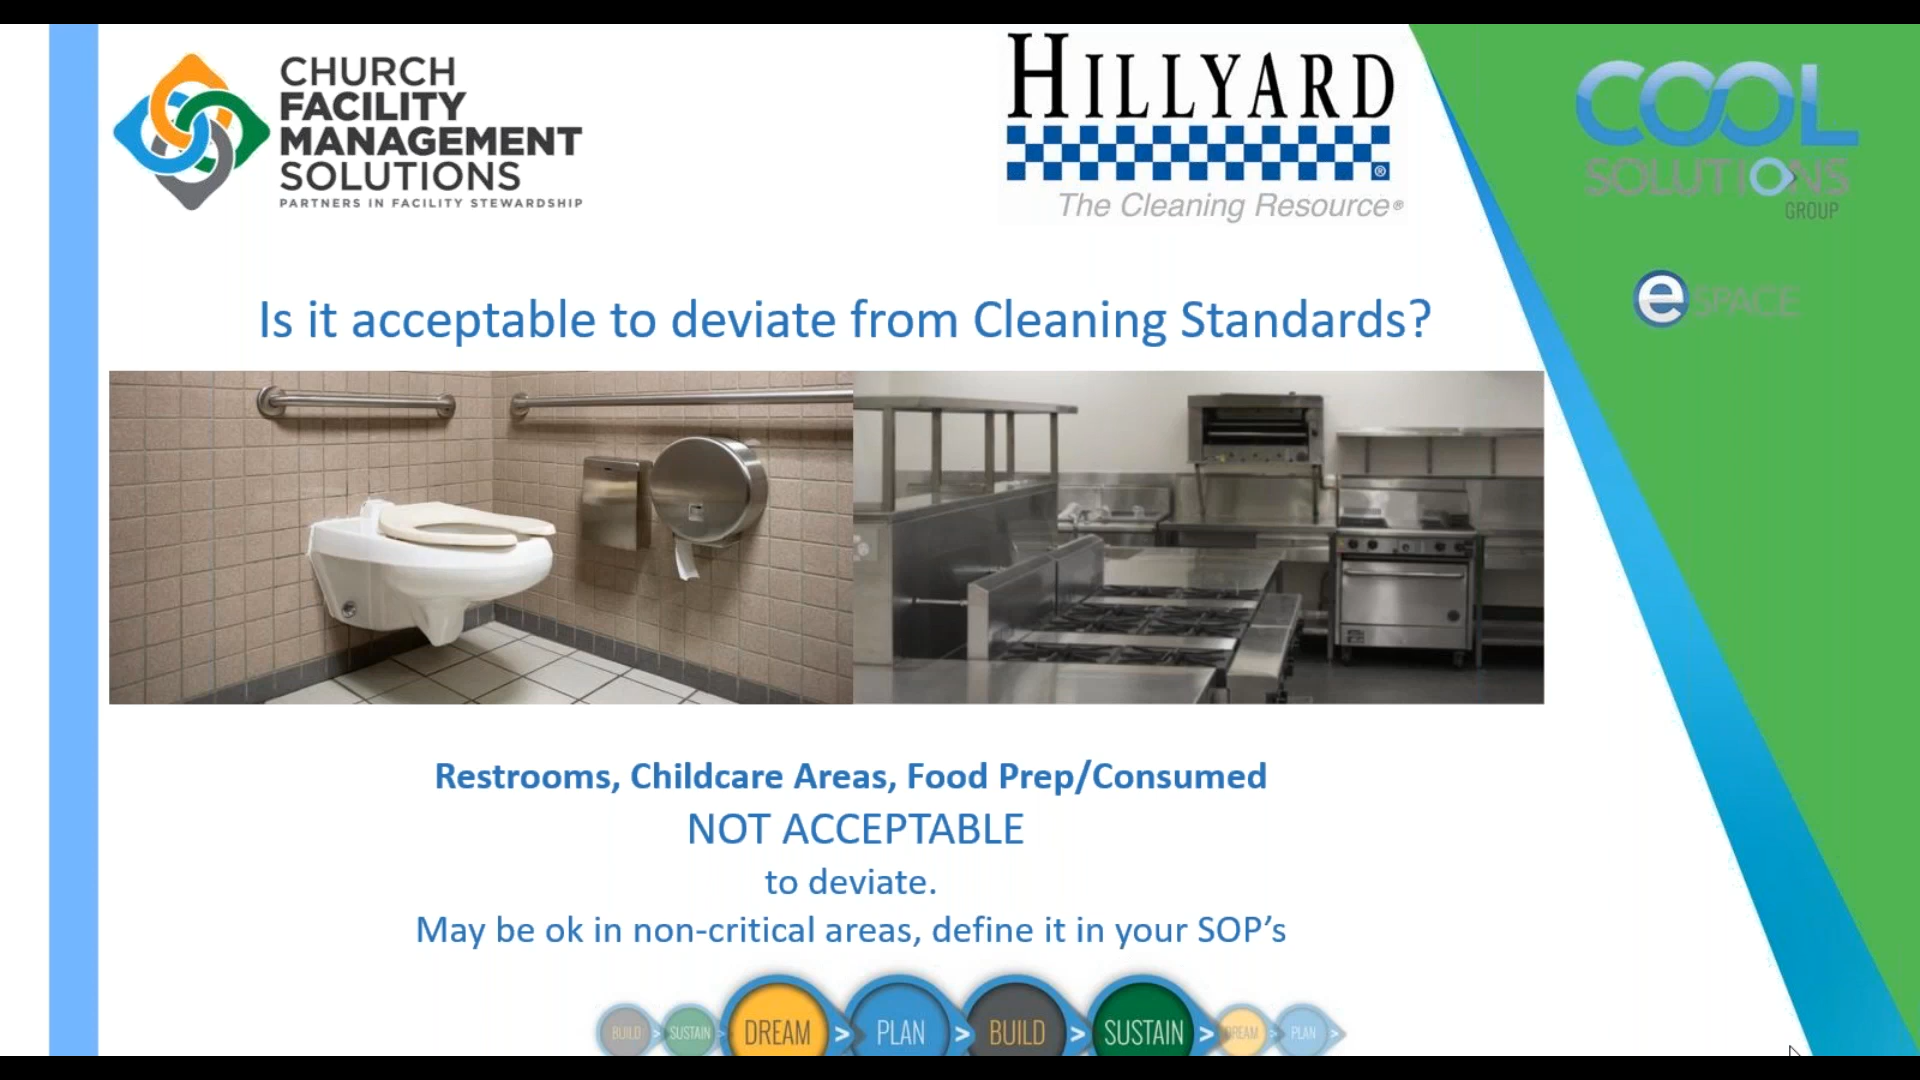 CHURCH
FACILITY
MANAGEMENT
SOLUTIONS
PARTNERS IN FACILITY STEWARDSHIP
HILLYARD
®
The Cleaning Resource®
COOL
SOLUTIONS
GROUP
eSPACE
Is it acceptable to deviate from Cleaning Standards?
Restrooms, Childcare Areas, Food Prep/Consumed
NOT ACCEPTABLE
to deviate.
May be ok in non-critical areas, define it in your SOP’s
BUILD > SUSTAIN > DREAM > PLAN > BUILD > SUSTAIN > DREAM > PLAN >